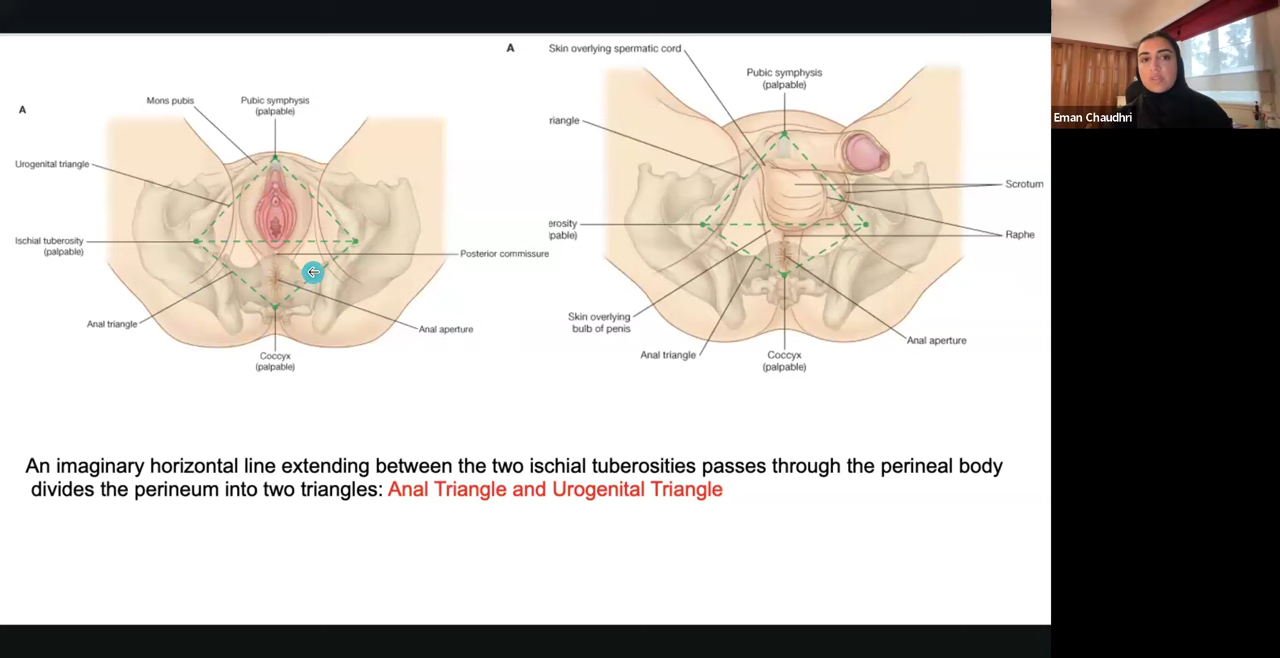 A
Mons pubis
Pubic symphysis
(palpable)
Urogenital triangle
Ischial tuberosity
(palpable)
Posterior commissure
Anal triangle
Anal aperture
Coccyx
(palpable)
A
Skin overlying spermatic cord
Pubic symphysis
(palpable)
riangle
Scrotum
erosity
pable)
Raphe
Skin overlying
bulb of penis
Anal triangle
Anal aperture
Coccyx
(palpable)
An imaginary horizontal line extending between the two ischial tuberosities passes through the perineal body
divides the perineum into two triangles: Anal Triangle and Urogenital Triangle
Eman Chaudhri